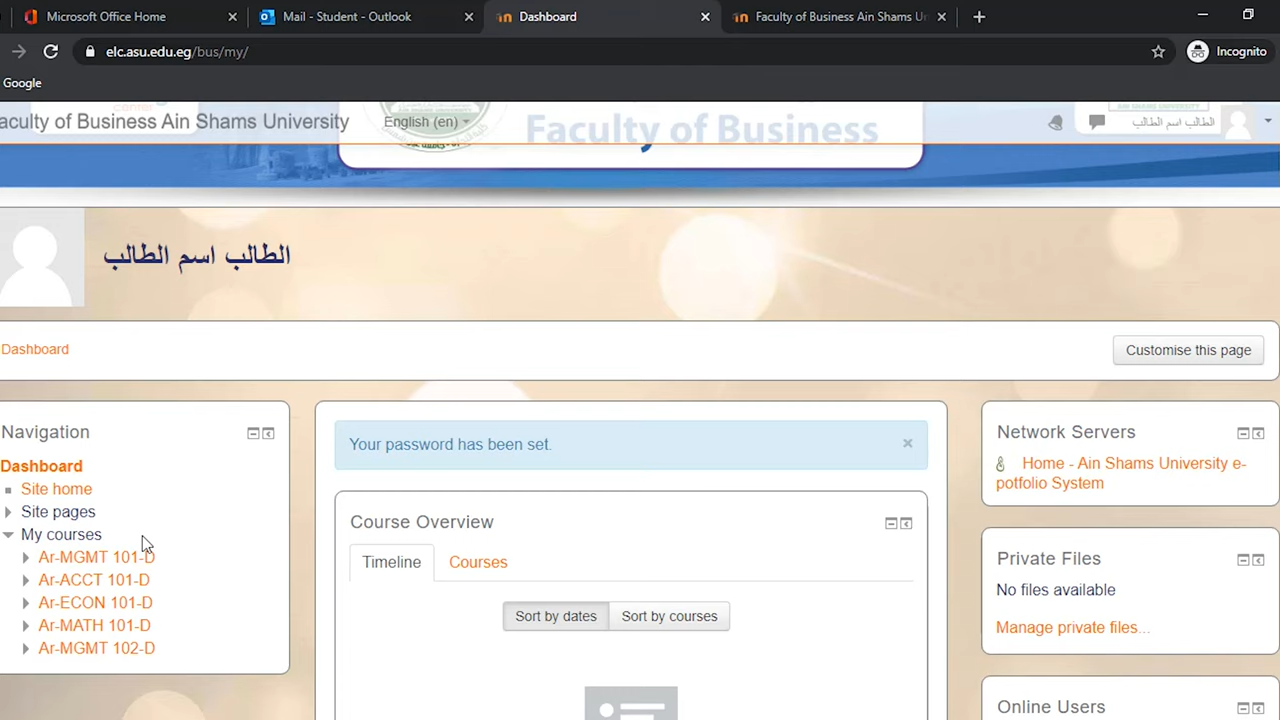 Microsoft Office Home
Mail - Student - Outlook
Dashboard
Faculty of Business Ain Shams Un
elc.asu.edu.eg/bus/my/
Incognito
Google
aculty of Business Ain Shams University
English (en)
Faculty of Business
الطالب اسم الطالب
الطالب اسم الطالب
Dashboard
Customise this page
Navigation
Dashboard
Site home
Site pages
My courses
Ar-MGMT 101-D
Ar-ACCT 101-D
Ar-ECON 101-D
Ar-MATH 101-D
Ar-MGMT 102-D
Your password has been set.
Course Overview
Timeline
Courses
Sort by dates
Sort by courses
Network Servers
Home - Ain Shams University e-
potfolio System
Private Files
No files available
Manage private files...
Online Users